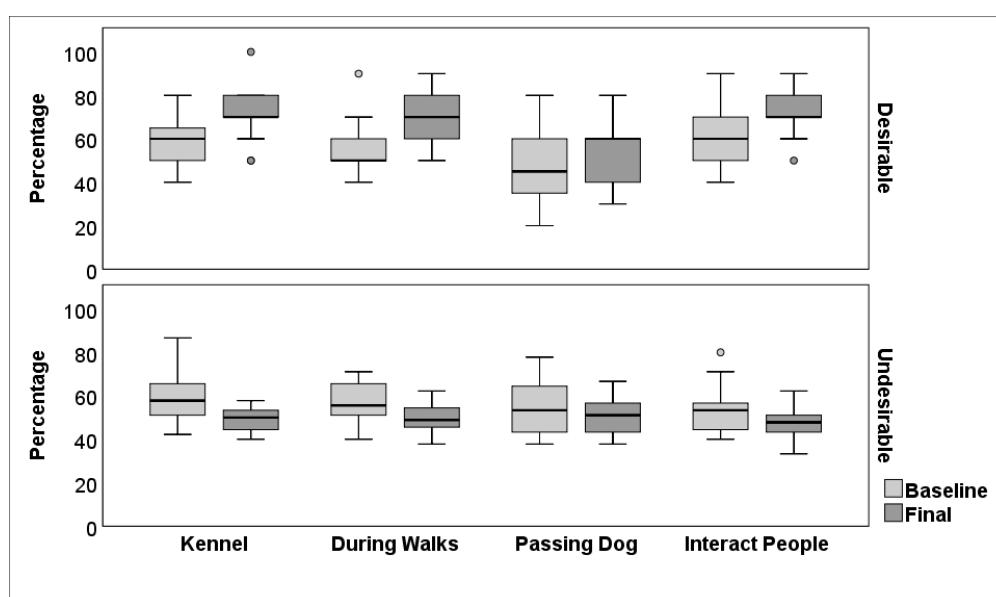 Percentage
100
80
60
40
20
0
Desirable
Percentage
100
80
60
40
20
0
Undesirable
Baseline
Final
Kennel During Walks Passing Dog Interact People